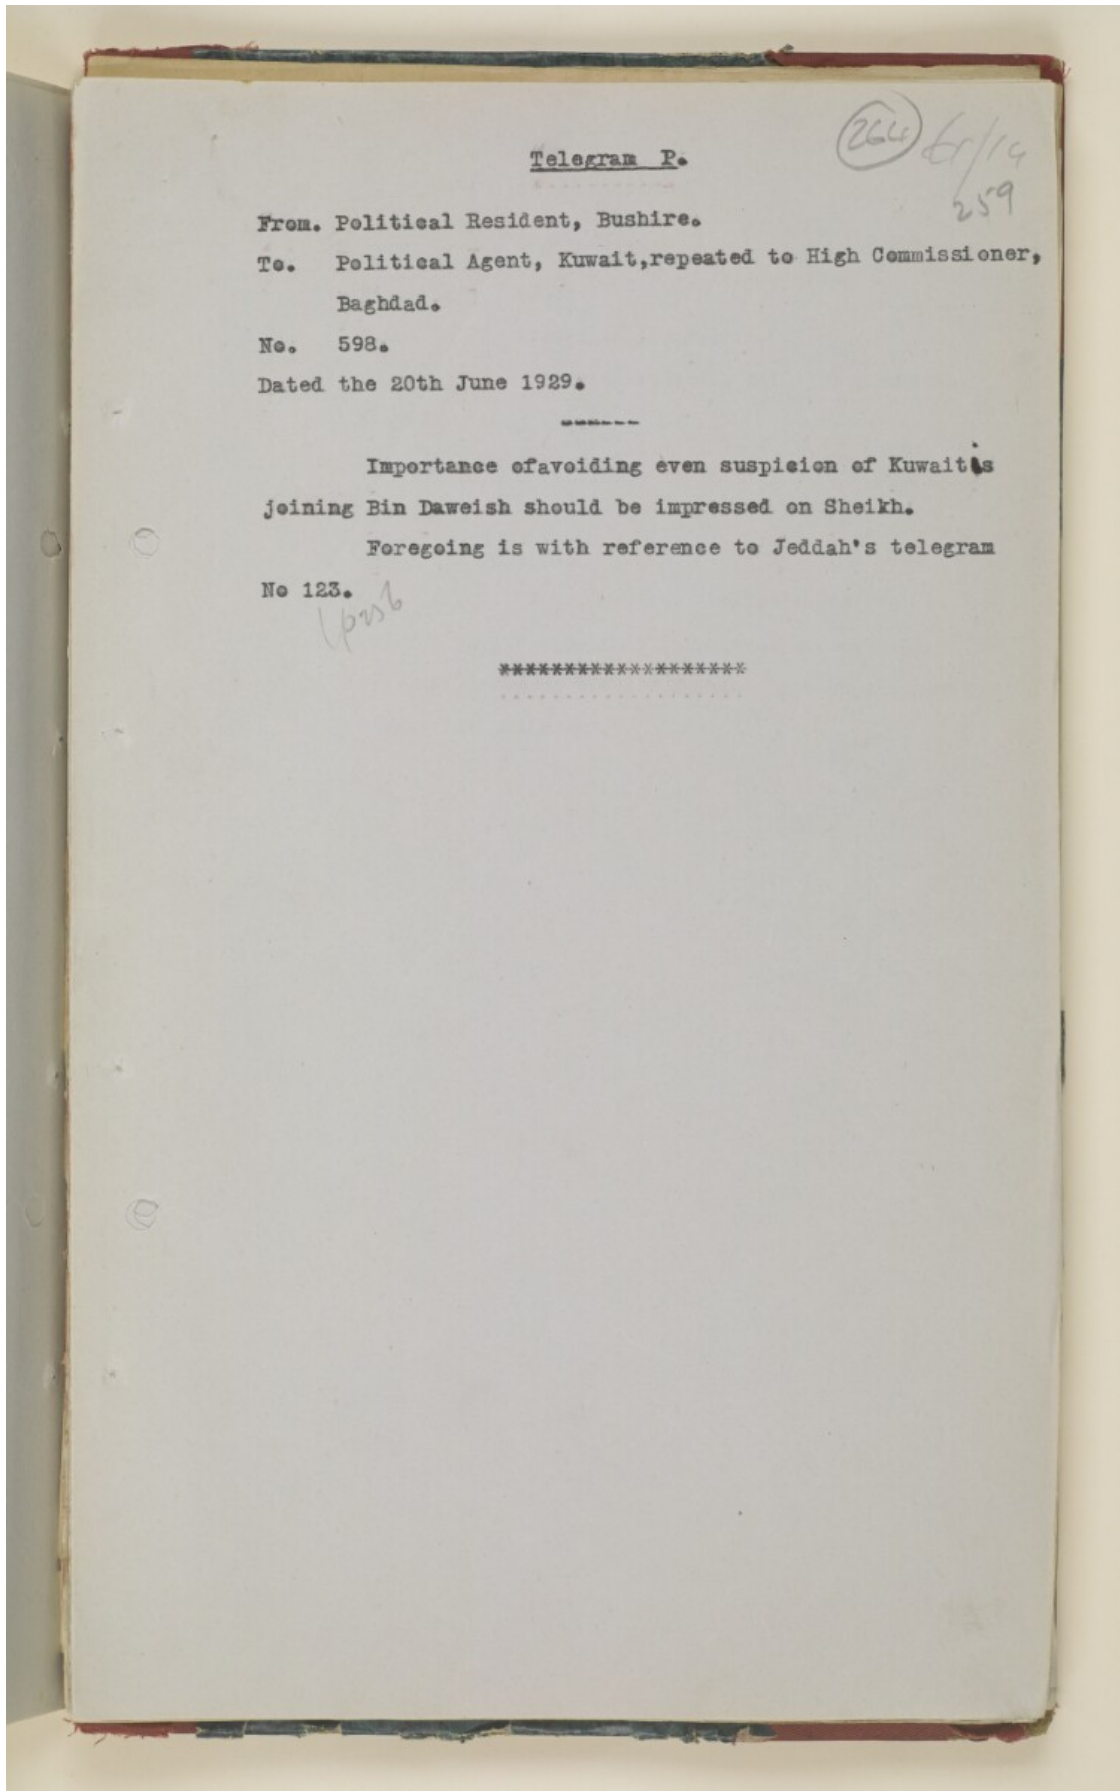 264
259
Telegram P.
From. Political Resident, Bushire.
To. Political Agent, Kuwait,repeated to High Commissioner,
Baghdad.
No. 598.
Dated the 20th June 1929.
-------
Importance ofavoiding even suspicion of Kuwaitis
joining Bin Daweish should be impressed on Sheikh.
Foregoing is with reference to Jeddah's telegram
No 123.
*******************